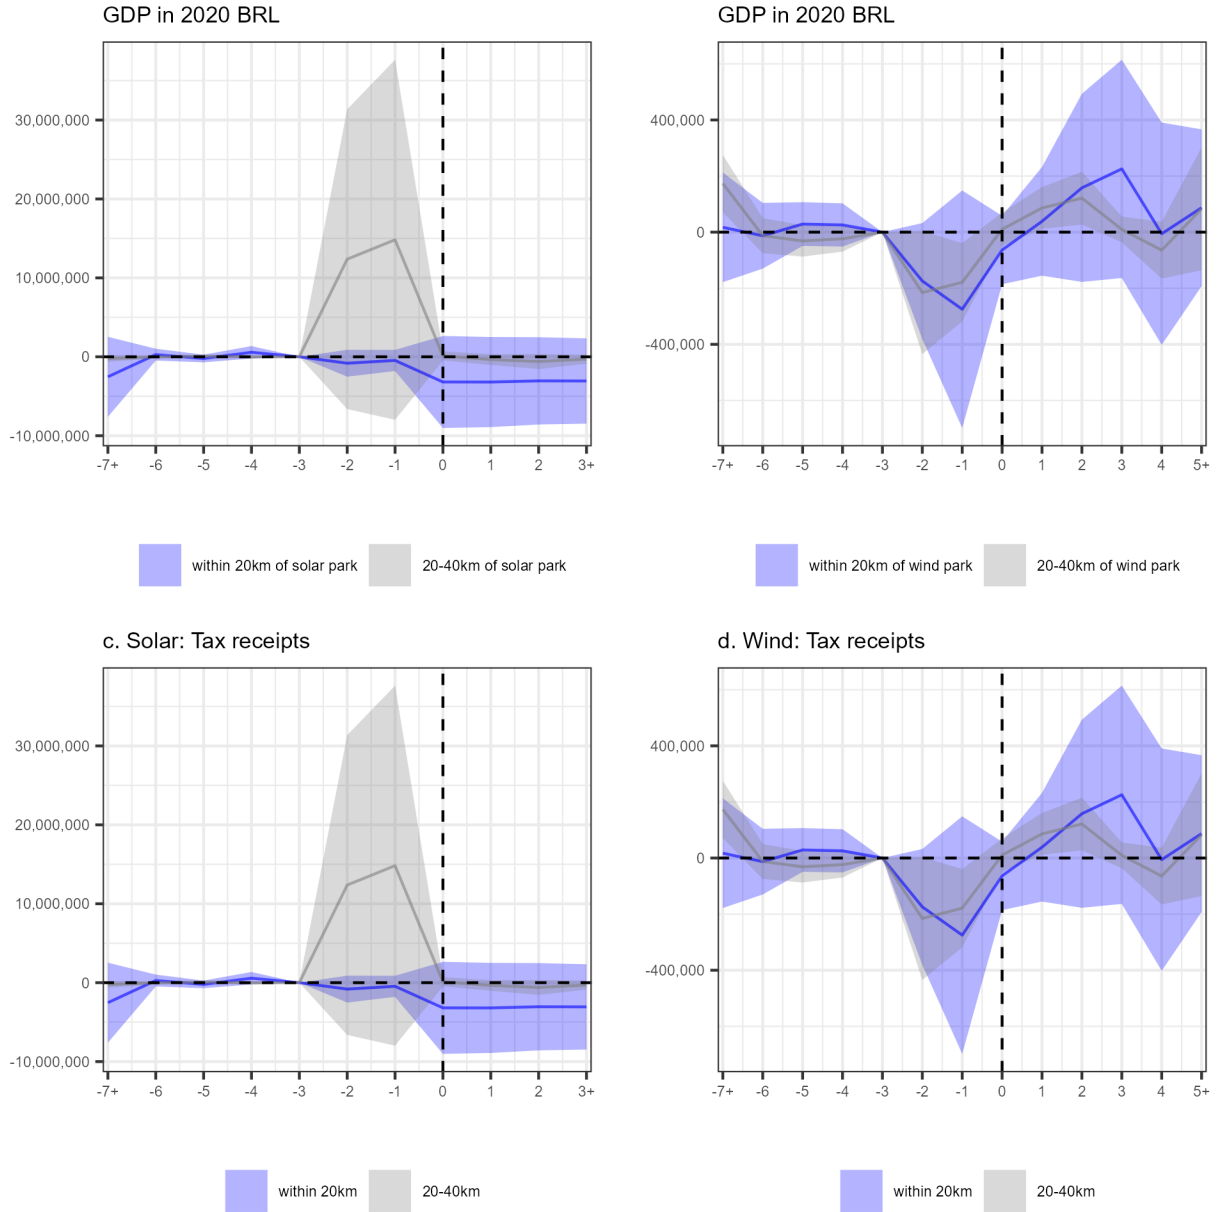 GDP in 2020 BRL
30,000,000
20,000,000
10,000,000
0
-10,000,000
-7+ -6 -5 -4 -3 -2 -1 0 1 2 3+
within 20km of solar park 20-40km of solar park
GDP in 2020 BRL
400,000
0
-400,000
-7+ -6 -5 -4 -3 -2 -1 0 1 2 3 4 5+
within 20km of wind park 20-40km of wind park
c. Solar: Tax receipts
30,000,000
20,000,000
10,000,000
0
-10,000,000
-7+ -6 -5 -4 -3 -2 -1 0 1 2 3+
within 20km 20-40km
d. Wind: Tax receipts
400,000
0
-400,000
-7+ -6 -5 -4 -3 -2 -1 0 1 2 3 4 5+
within 20km 20-40km